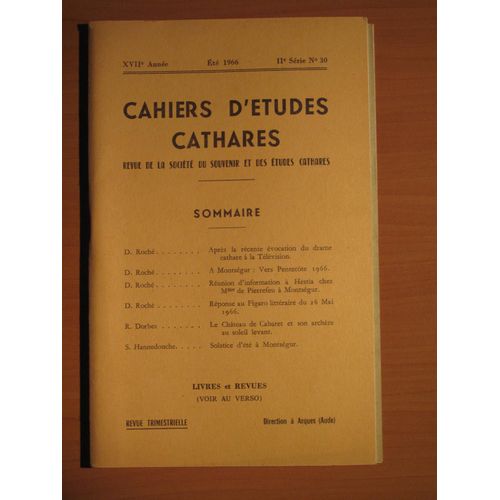 XVIIe Année Été 1966 IIe Série No 30
CAHIERS D'ETUDES
CATHARES
REVUE DE LA SOCIÉTÉ DU SOUVENIR ET DES ÉTUDES CATHARES
SOMMAIRE
D. Roché ........ Après la récente évocation du drame
cathare à la Télévision.
D. Roché ........ A Montségur : Vers Pentecôte 1966.
D. Roché ........ Réunion d'information à Hestia chez
Mme de Pierrefeu à Montségur.
D. Roché ........ Réponse au Figaro littéraire du 26 Mai
1966.
R. Dorbes ....... Le Château de Cabaret et son archère
au soleil levant.
S. Hannedouche..... Solstice d'été à Montségur.
LIVRES et REVUES
(VOIR AU VERSO)
REVUE TRIMESTRIELLE Direction à Arques (Aude)